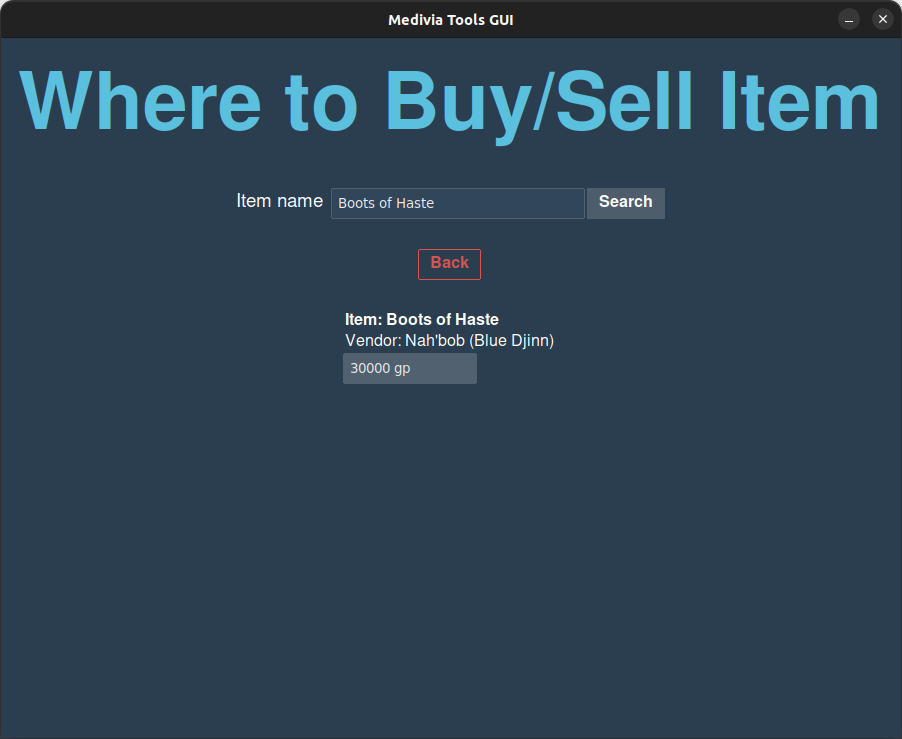 Medivia Tools GUI
Where to Buy/Sell Item
Item name Boots of Haste Search
Back
Item: Boots of Haste
Vendor: Nah'bob (Blue Djinn)
30000 gp